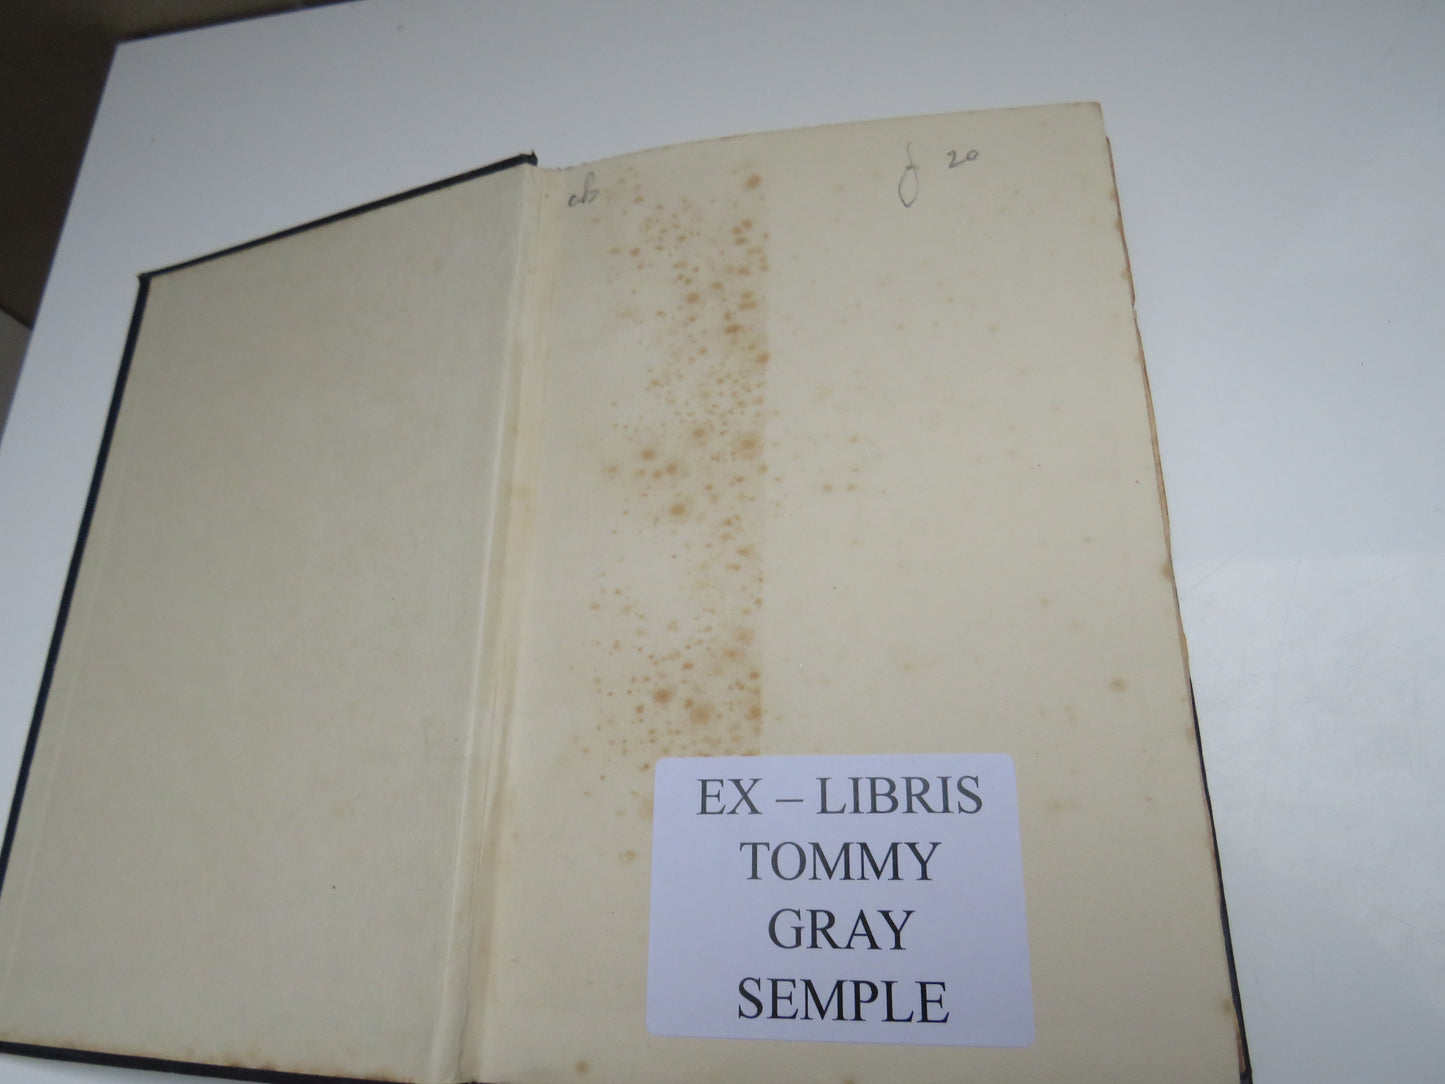 20
EX – LIBRIS
TOMMY
GRAY
SEMPLE